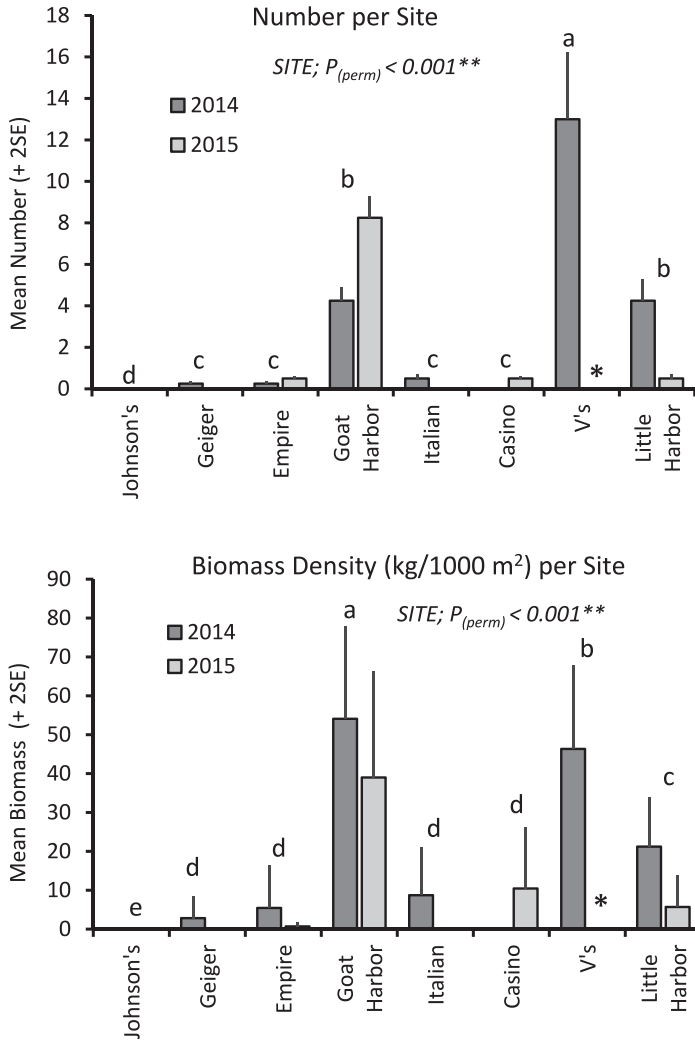 Number per Site
SITE; P(perm) < 0.001**
2014
2015
Mean Number (+ 2SE)
18
16
14
12
10
8
6
4
2
0
d
c
c
b
c
c
a
*
b
Johnson's
Geiger
Empire
Goat
Harbor
Italian
Casino
V's
Little
Harbor
Biomass Density (kg/1000 m²) per Site
SITE; P(perm) < 0.001**
2014
2015
Mean Biomass (+ 2SE)
90
80
70
60
50
40
30
20
10
0
e
d
d
a
d
d
b
*
c
Johnson's
Geiger
Empire
Goat
Harbor
Italian
Casino
V's
Little
Harbor